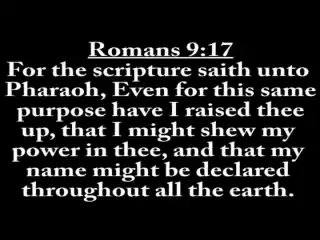 Romans 9:17
For the scripture saith unto
Pharaoh, Even for this same
purpose have I raised thee
up, that I might shew my
power in thee, and that my
name might be declared
throughout all the earth.